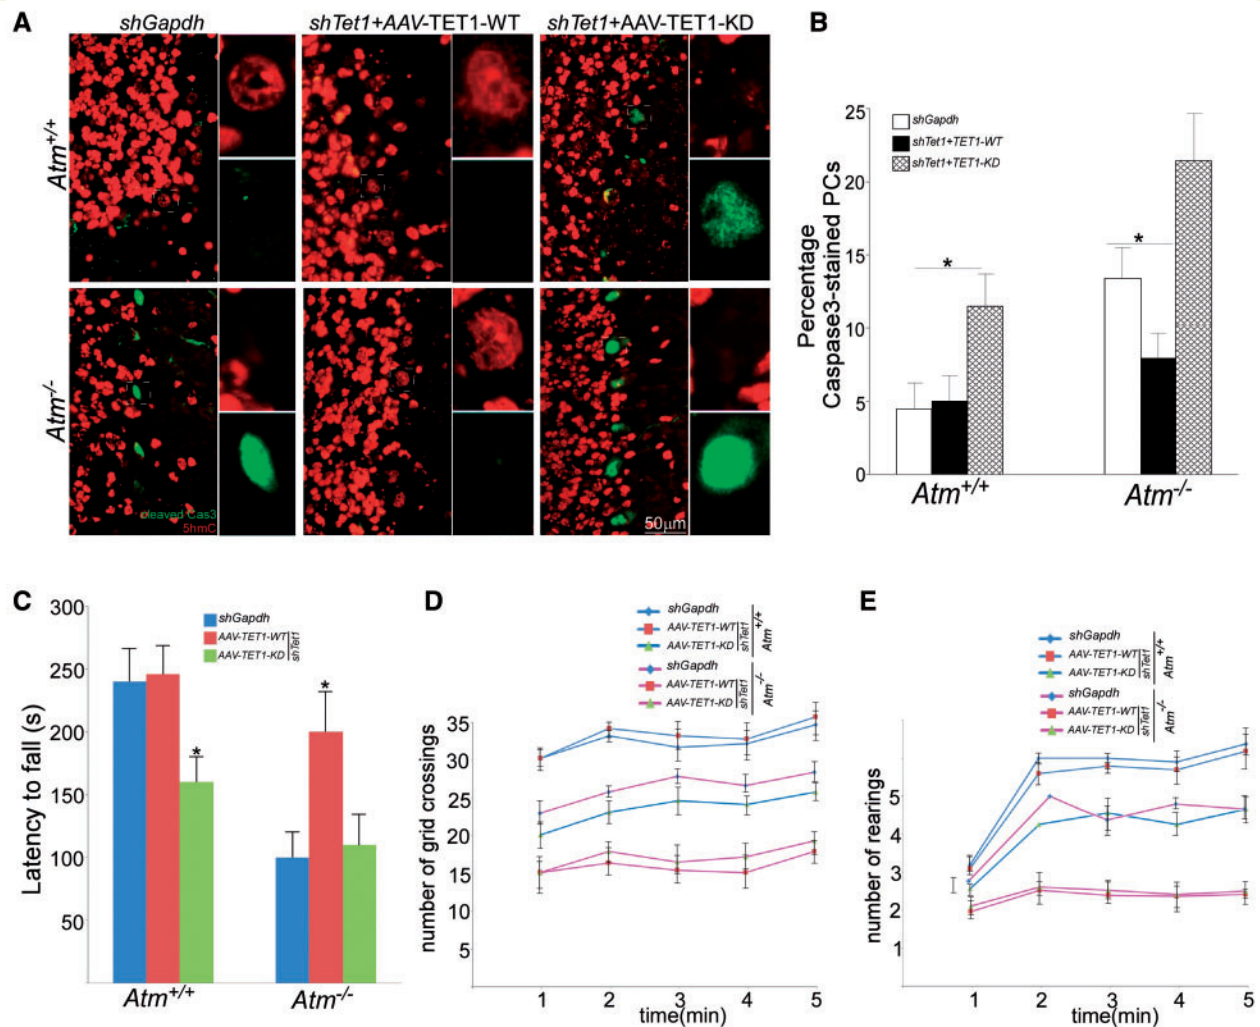 A
shGapdh
shTet1+AAV-TET1-WT
shTet1+AAV-TET1-KD
Atm+/+
Atm-/-
cleaved Cas3
5hmC
50μm
B
Percentage
Caspase3-stained PCs
25
20
15
10
5
0
shGapdh
shTet1+TET1-WT
shTet1+TET1-KD
*
*
Atm+/+
Atm-/-
C
Latency to fall (s)
300
250
200
150
100
50
shGapdh
AAV-TET1-WT
AAV-TET1-KD
shTet1
*
*
Atm+/+
Atm-/-
D
shGapdh
AAV-TET1-WT
AAV-TET1-KD
shTet1
Atm+/+
shGapdh
AAV-TET1-WT
AAV-TET1-KD
shTet1
Atm-/-
number of grid crossings
35
30
25
20
15
10
5
1 2 3 4 5
time(min)
E
shGapdh
AAV-TET1-WT
AAV-TET1-KD
shTet1
Atm+/+
shGapdh
AAV-TET1-WT
AAV-TET1-KD
shTet1
Atm-/-
number of rearings
5
4
3
2
1
1 2 3 4 5
time(min)